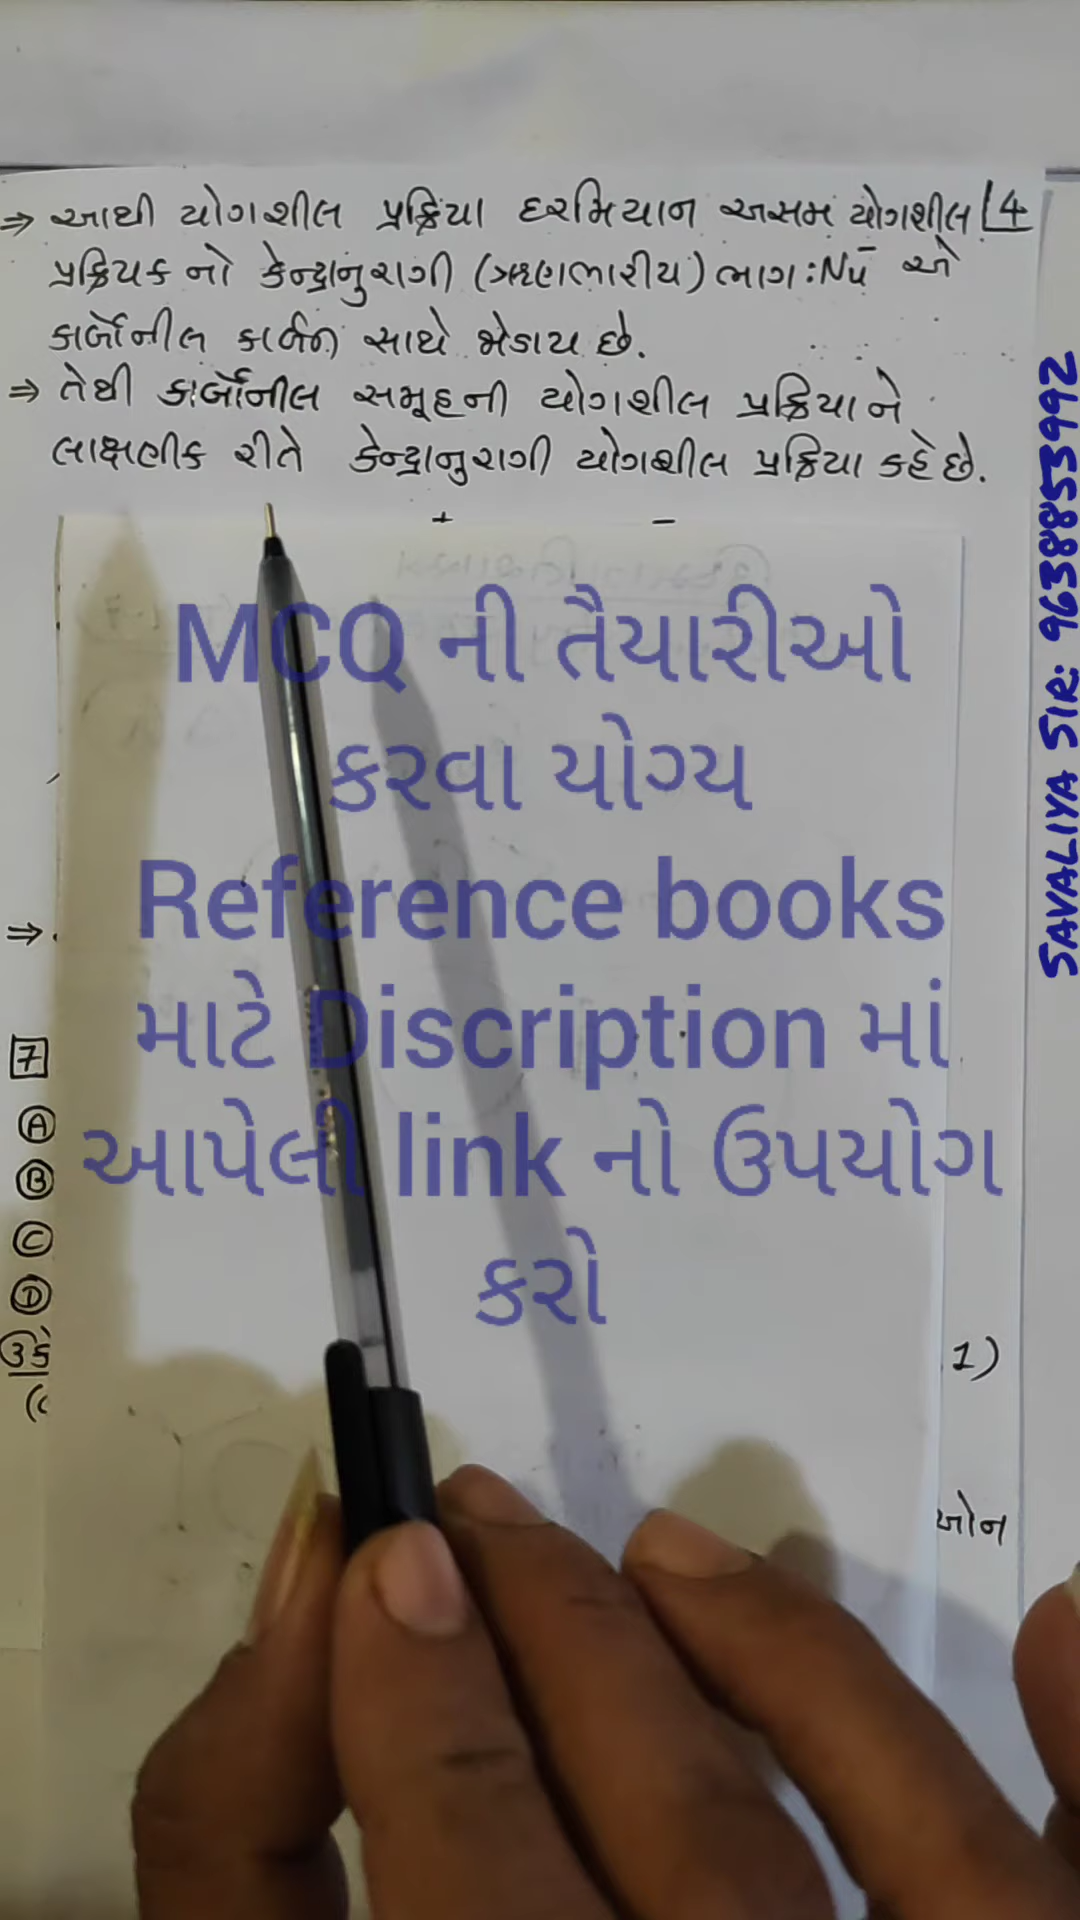 ⇒ આથી યોગશીલ પ્રક્રિયા દરમિયાન અસમ યોગશીલ 4
પ્રક્રિયક નો કેન્દ્રાનુરાગી (ઋણભારીય) ભાગ :Nu⁻ એ
કાર્બોનીલ કાર્બન સાથે જોડાય છે.
⇒ તેથી કાર્બોનીલ સમૂહની યોગશીલ પ્રક્રિયાને
લાક્ષણીક રીતે કેન્દ્રાનુરાગી યોગશીલ પ્રક્રિયા કહે છે.
+ −
MCQ ની તૈયારીઓ
કરવા યોગ્ય
Reference books
માટે Discription માં
આપેલી link નો ઉપયોગ
કરો
⇒
7
A
B
C
D
1)
ઓન
SAVALIYA SIR: 9638853992